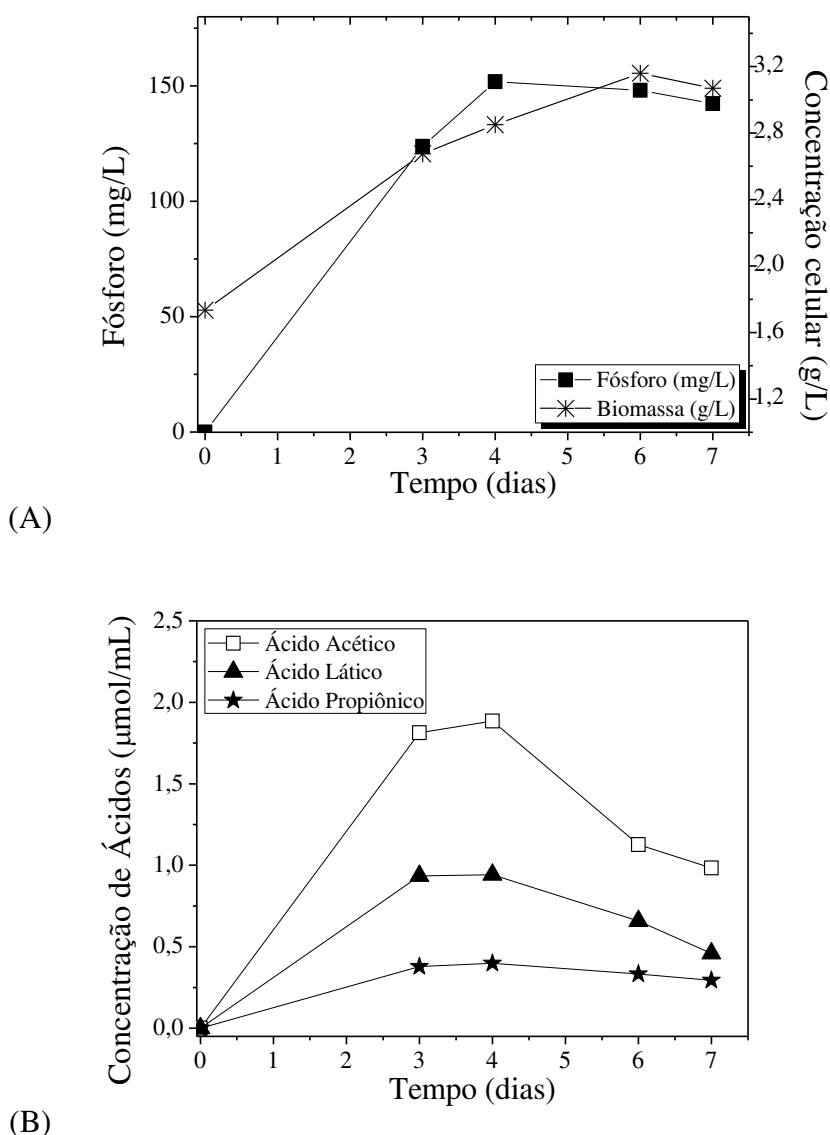 150
100
50
0
Fósforo (mg/L)
3,2
2,8
2,4
2,0
1,6
1,2
Concentração celular (g/L)
Fósforo (mg/L)
Biomassa (g/L)
0 1 2 3 4 5 6 7
Tempo (dias)
(A)
2,5
2,0
1,5
1,0
0,5
0,0
Concentração de Ácidos (μmol/mL)
Ácido Acético
Ácido Lático
Ácido Propiônico
0 1 2 3 4 5 6 7
Tempo (dias)
(B)